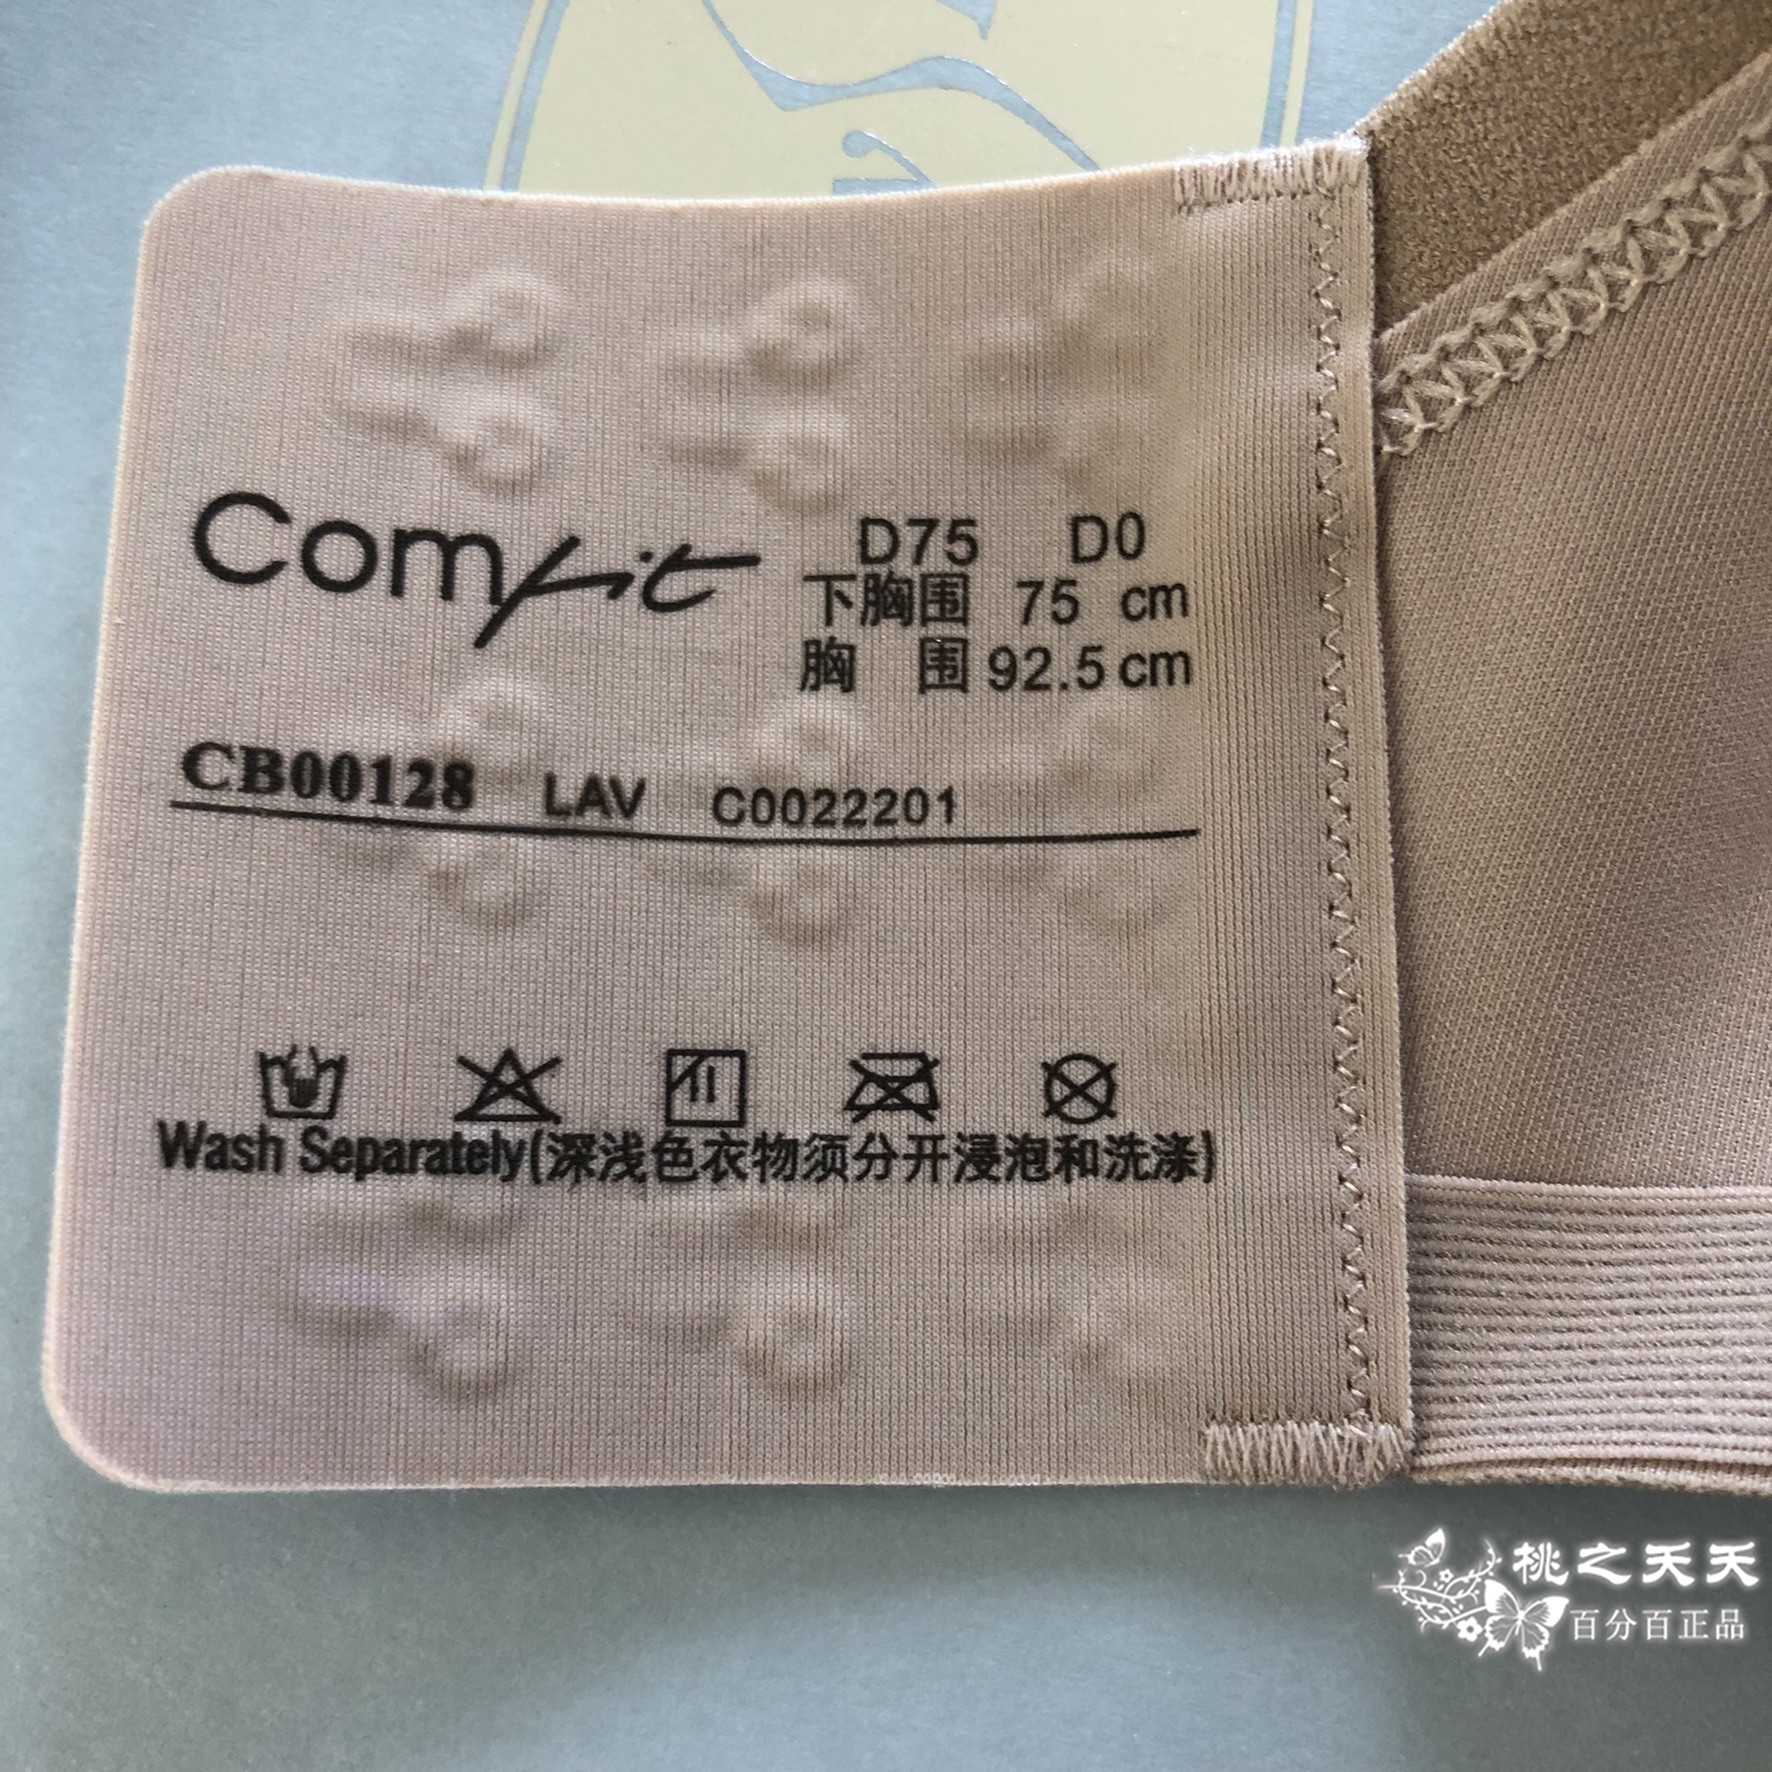 Comfit
D75 D0
下胸围 75 cm
胸 围 92.5 cm
CB00128 LAV C0022201
Wash Separately(深浅色衣物须分开浸泡和洗涤)
桃之夭夭
百分百正品